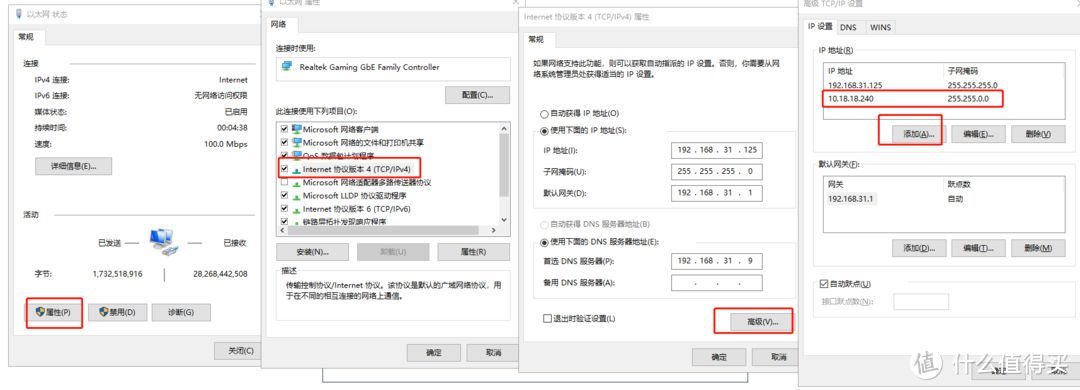 以太网 状态
常规
连接
IPv4 连接:
Internet
IPv6 连接:
无网络访问权限
媒体状态:
已启用
持续时间:
00:04:38
速度:
100.0 Mbps
详细信息(E)...
活动
已发送
已接收
字节:
1,732,518,916
28,268,442,508
属性(P)
禁用(D)
诊断(G)
关闭(C)
以太网 属性
网络
连接时使用:
Realtek Gaming GbE Family Controller
配置(C)...
此连接使用下列项目(O):
Microsoft 网络客户端
Microsoft 网络的文件和打印机共享
QoS 数据包计划程序
Internet 协议版本 4 (TCP/IPv4)
Microsoft 网络适配器多路传送器协议
Microsoft LLDP 协议驱动程序
Internet 协议版本 6 (TCP/IPv6)
链路层拓扑发现响应程序
安装(N)...
卸载(U)
属性(R)
描述
传输控制协议/Internet 协议。该协议是默认的广域网络协议，用
于在不同的相互连接的网络上通信。
确定
取消
Internet 协议版本 4 (TCP/IPv4) 属性
常规
如果网络支持此功能，则可以获取自动指派的 IP 设置。否则，你需要从网
络系统管理员处获得适当的 IP 设置。
自动获得 IP 地址(O)
使用下面的 IP 地址(S):
IP 地址(I):
192 . 168 . 31 . 125
子网掩码(U):
255 . 255 . 255 . 0
默认网关(D):
192 . 168 . 31 . 1
自动获得 DNS 服务器地址(B)
使用下面的 DNS 服务器地址(E):
首选 DNS 服务器(P):
192 . 168 . 31 . 9
备用 DNS 服务器(A):
. . .
退出时验证设置(L)
高级(V)...
确定
取消
高级 TCP/IP 设置
IP 设置
DNS
WINS
IP 地址(R)
IP 地址
子网掩码
192.168.31.125
255.255.255.0
10.18.18.240
255.255.0.0
添加(A)...
编辑(E)...
删除(V)
默认网关(F):
网关
跃点数
192.168.31.1
自动
添加(D)...
编辑(T)...
删除(M)
自动跃点(U)
接口跃点数(N):
确定
取消
值 什么值得买